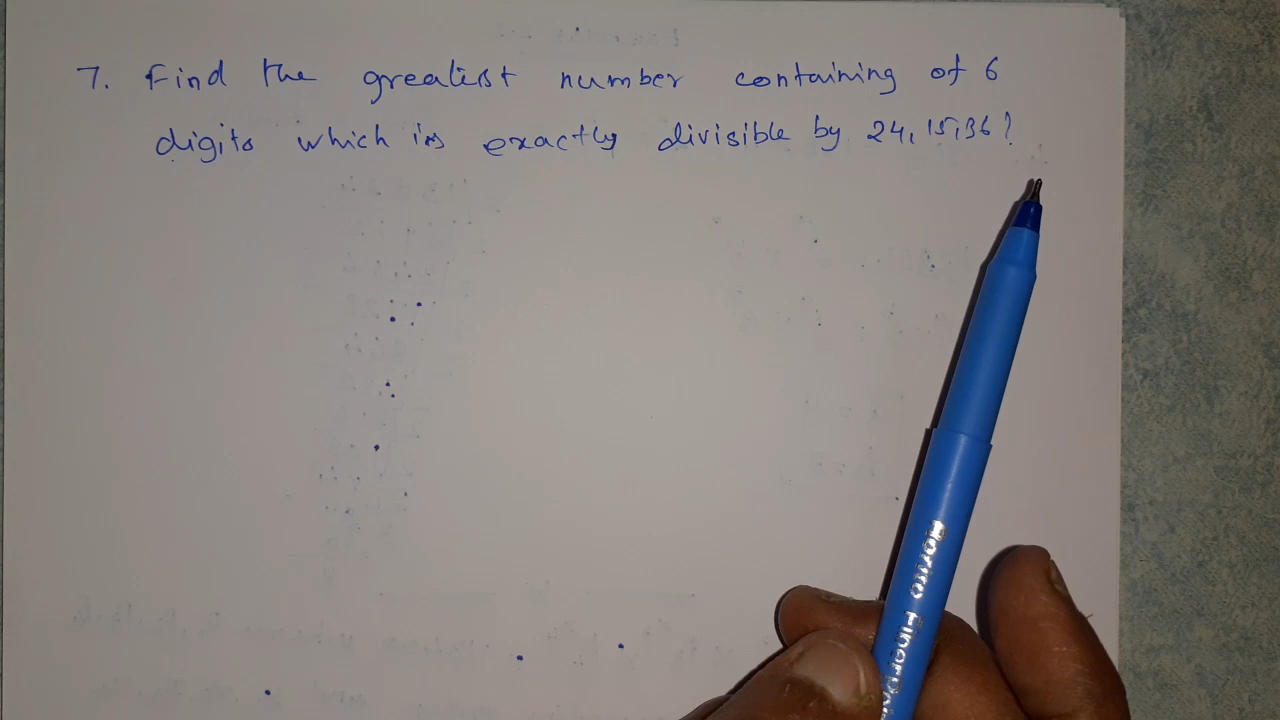 7. Find the greatest number containing of 6
digits which is exactly divisible by 24, 15, 36?